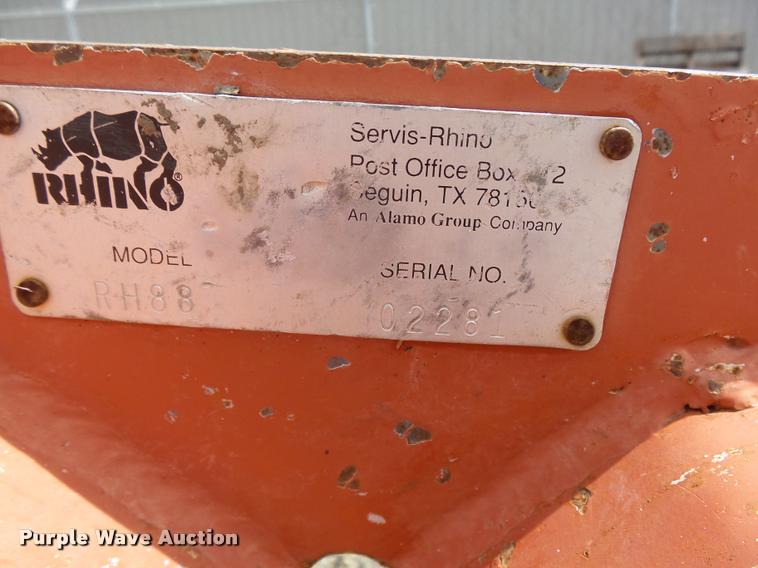 RHINO®
Servis-Rhino
Post Office Box
Seguin, TX
An Alamo Group Company
MODEL
RH88
SERIAL NO.
02281
Purple Wave Auction